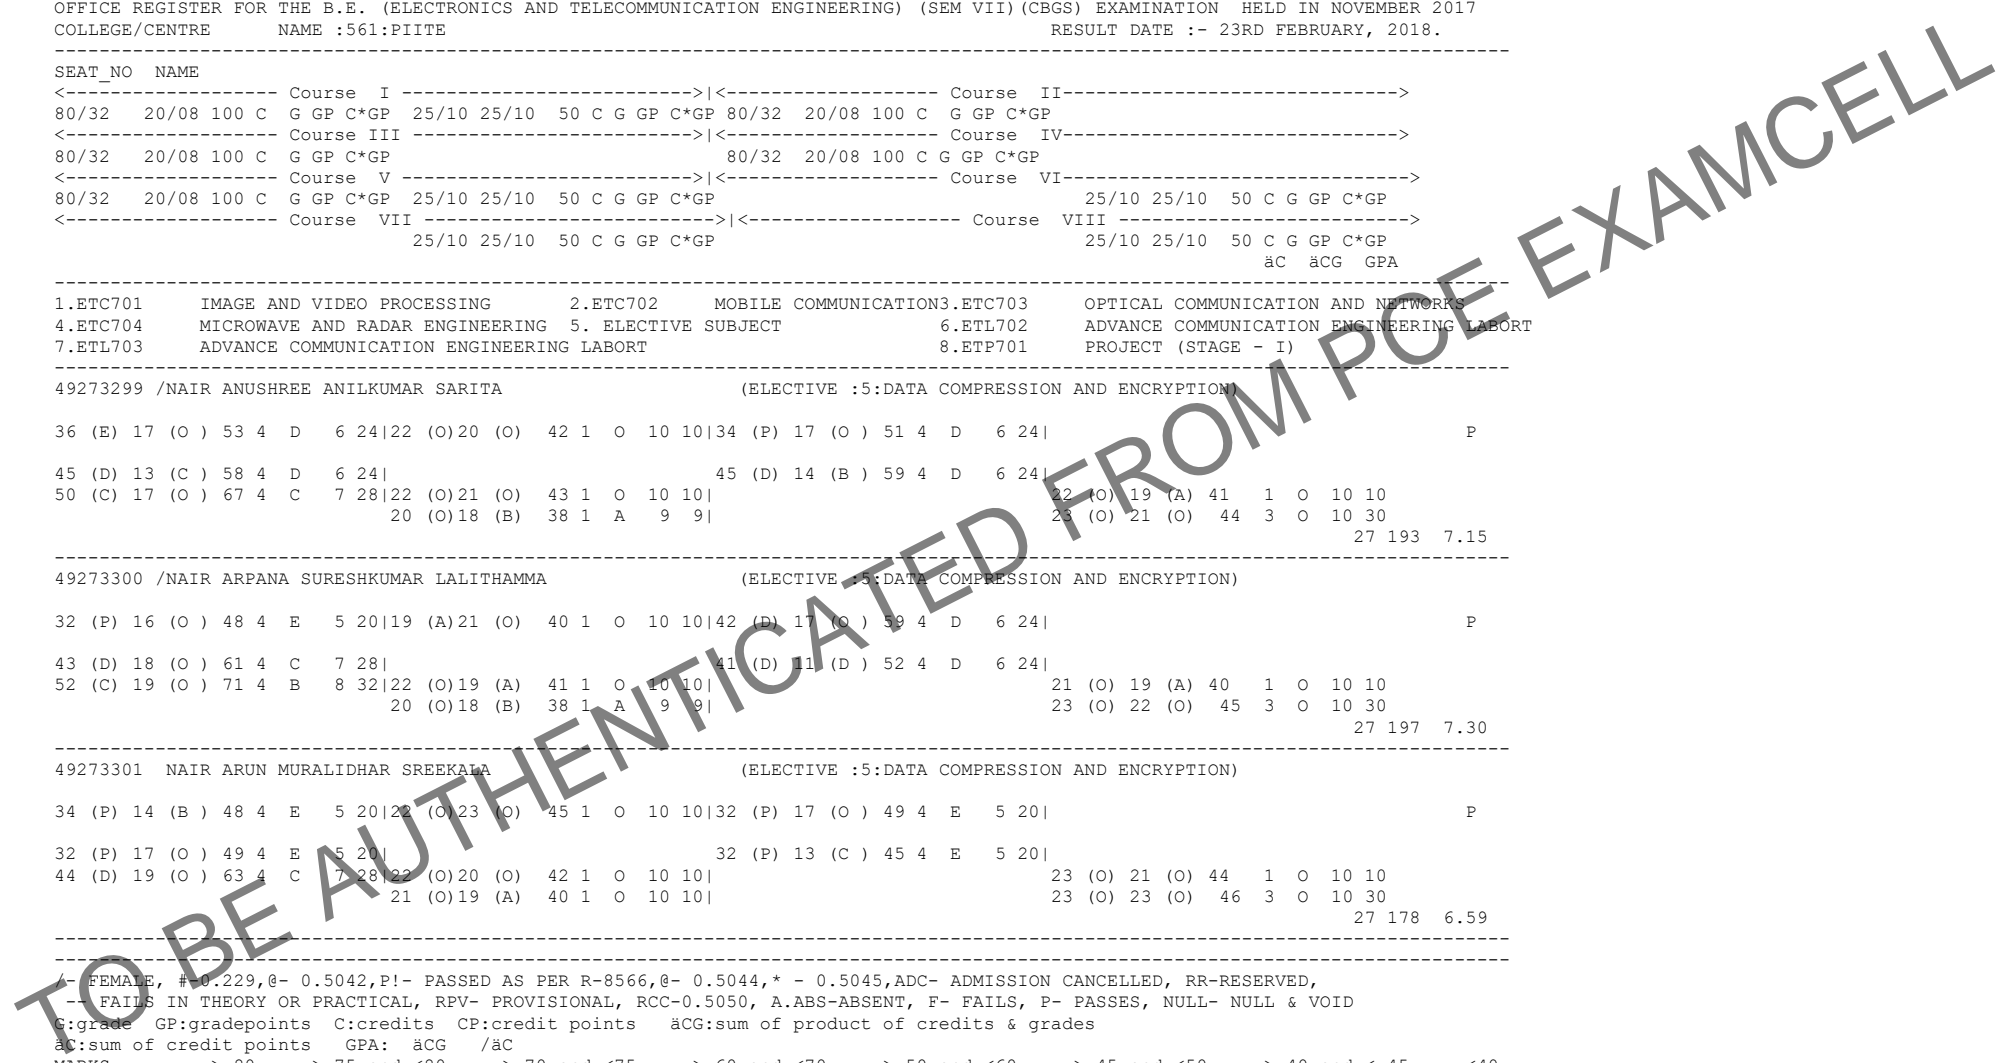 OFFICE REGISTER FOR THE B.E. (ELECTRONICS AND TELECOMMUNICATION ENGINEERING) (SEM VII)(CBGS) EXAMINATION HELD IN NOVEMBER 2017
COLLEGE/CENTRE NAME :561:PIITE RESULT DATE :- 23RD FEBRUARY, 2018.
SEAT_NO NAME
<------------------- Course I -------------------------->|<------------------- Course II------------------------------>
80/32 20/08 100 C G GP C*GP 25/10 25/10 50 C G GP C*GP 80/32 20/08 100 C G GP C*GP
<------------------- Course III ------------------------->|<------------------- Course IV------------------------------>
80/32 20/08 100 C G GP C*GP 80/32 20/08 100 C G GP C*GP
<------------------- Course V -------------------------->|<------------------- Course VI------------------------------->
80/32 20/08 100 C G GP C*GP 25/10 25/10 50 C G GP C*GP 25/10 25/10 50 C G GP C*GP
<------------------- Course VII -------------------------->|<------------------- Course VIII -------------------------->
25/10 25/10 50 C G GP C*GP 25/10 25/10 50 C G GP C*GP
äC äCG GPA
1.ETC701 IMAGE AND VIDEO PROCESSING 2.ETC702 MOBILE COMMUNICATION3.ETC703 OPTICAL COMMUNICATION AND NETWORKS
4.ETC704 MICROWAVE AND RADAR ENGINEERING 5. ELECTIVE SUBJECT 6.ETL702 ADVANCE COMMUNICATION ENGINEERING LABORT
7.ETL703 ADVANCE COMMUNICATION ENGINEERING LABORT 8.ETP701 PROJECT (STAGE - I)
49273299 /NAIR ANUSHREE ANILKUMAR SARITA (ELECTIVE :5:DATA COMPRESSION AND ENCRYPTION)
36 (E) 17 (O ) 53 4 D 6 24|22 (O)20 (O) 42 1 O 10 10|34 (P) 17 (O ) 51 4 D 6 24| P
45 (D) 13 (C ) 58 4 D 6 24| 45 (D) 14 (B ) 59 4 D 6 24|
50 (C) 17 (O ) 67 4 C 7 28|22 (O)21 (O) 43 1 O 10 10| 22 (O) 19 (A) 41 1 O 10 10
20 (O)18 (B) 38 1 A 9 9| 23 (O) 21 (O) 44 3 O 10 30
27 193 7.15
49273300 /NAIR ARPANA SURESHKUMAR LALITHAMMA (ELECTIVE :5:DATA COMPRESSION AND ENCRYPTION)
32 (P) 16 (O ) 48 4 E 5 20|19 (A)21 (O) 40 1 O 10 10|42 (D) 17 (O ) 59 4 D 6 24| P
43 (D) 18 (O ) 61 4 C 7 28| 41 (D) 11 (D ) 52 4 D 6 24|
52 (C) 19 (O ) 71 4 B 8 32|22 (O)19 (A) 41 1 O 10 10| 21 (O) 19 (A) 40 1 O 10 10
20 (O)18 (B) 38 1 A 9 9| 23 (O) 22 (O) 45 3 O 10 30
27 197 7.30
49273301 NAIR ARUN MURALIDHAR SREEKALA (ELECTIVE :5:DATA COMPRESSION AND ENCRYPTION)
34 (P) 14 (B ) 48 4 E 5 20|22 (O)23 (O) 45 1 O 10 10|32 (P) 17 (O ) 49 4 E 5 20| P
32 (P) 17 (O ) 49 4 E 5 20| 32 (P) 13 (C ) 45 4 E 5 20|
44 (D) 19 (O ) 63 4 C 7 28|22 (O)20 (O) 42 1 O 10 10| 23 (O) 21 (O) 44 1 O 10 10
21 (O)19 (A) 40 1 O 10 10| 23 (O) 23 (O) 46 3 O 10 30
27 178 6.59
/- FEMALE, #-0.229,@- 0.5042,P!- PASSED AS PER R-8566,@- 0.5044,* - 0.5045,ADC- ADMISSION CANCELLED, RR-RESERVED,
-- FAILS IN THEORY OR PRACTICAL, RPV- PROVISIONAL, RCC-0.5050, A.ABS-ABSENT, F- FAILS, P- PASSES, NULL- NULL & VOID
G:grade GP:gradepoints C:credits CP:credit points äCG:sum of product of credits & grades
äC:sum of credit points GPA: äCG /äC
TO BE AUTHENTICATED FROM PCE EXAMCELL